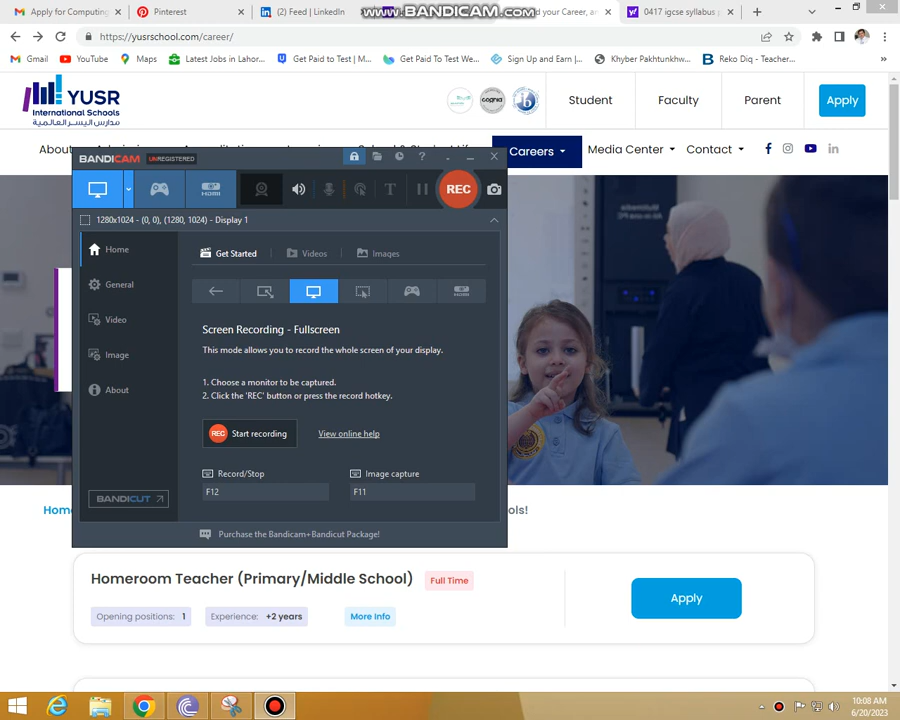 Apply for Computing
Pinterest
(2) Feed | LinkedIn
WWW.BANDICAM.COM
d your Career, an
0417 igcse syllabus
https://yusrschool.com/career/
Gmail
YouTube
Maps
Latest Jobs in Lahor...
Get Paid to Test | M...
Get Paid To Test We...
Sign Up and Earn |...
Khyber Pakhtunkhw...
Reko Diq - Teacher...
YUSR
International Schools
مدارس اليسر العالمية
cognia
Student
Faculty
Parent
Apply
About
Careers
Media Center
Contact
BANDICAM
UNREGISTERED
HDMI
REC
1280x1024 - (0, 0), (1280, 1024) - Display 1
Home
General
Video
Image
About
BANDICUT
Get Started
Videos
Images
Screen Recording - Fullscreen
This mode allows you to record the whole screen of your display.
1. Choose a monitor to be captured.
2. Click the 'REC' button or press the record hotkey.
REC
Start recording
View online help
Record/Stop
Image capture
F12
F11
Purchase the Bandicam+Bandicut Package!
Hom
ols!
Homeroom Teacher (Primary/Middle School)
Full Time
Opening positions: 1
Experience: +2 years
More Info
Apply
10:08 AM
6/20/2023